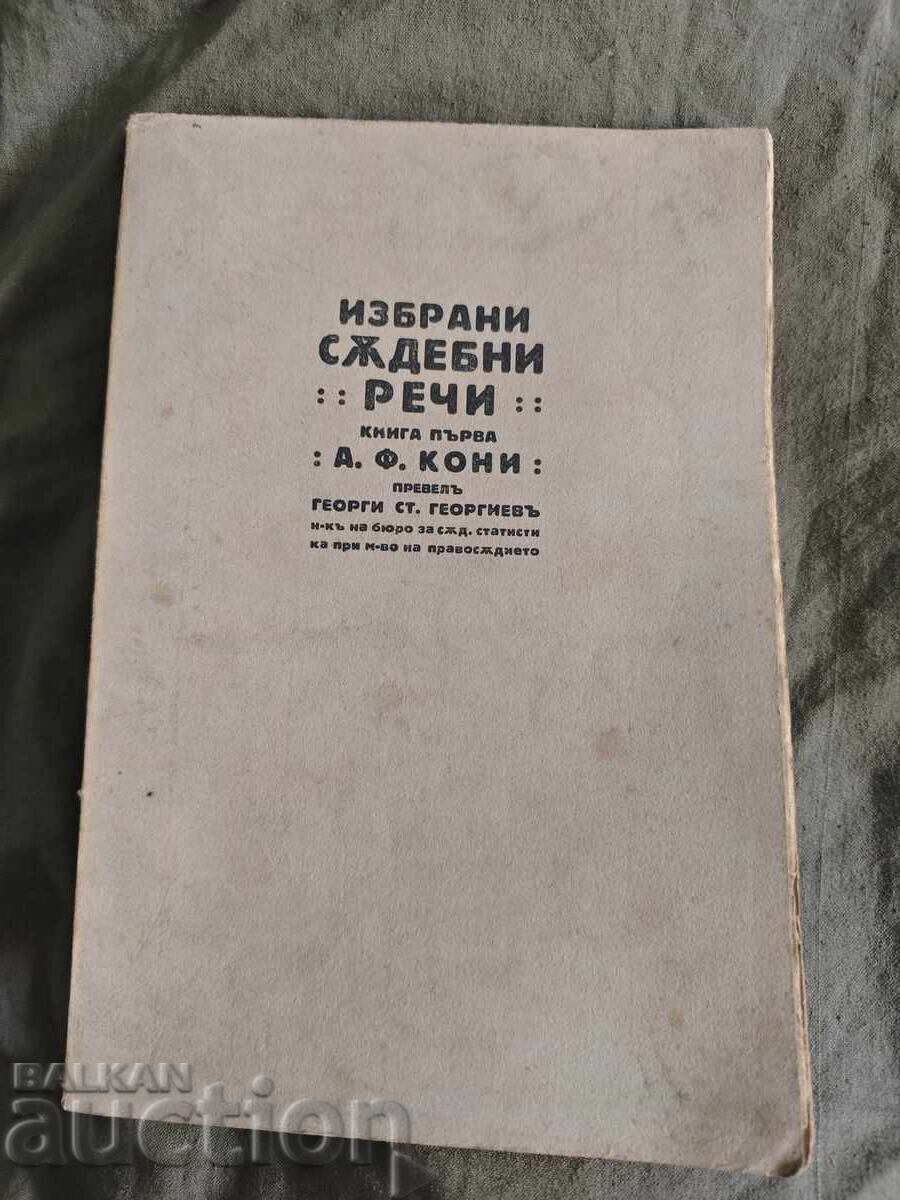 ИЗБРАНИ
СѪДЕБНИ
:: РЕЧИ ::
КНИГА ПЪРВА
: А. Ф. КОНИ :
ПРЕВЕЛЪ
ГЕОРГИ СТ. ГЕОРГИЕВЪ
Н-КЪ НА БЮРО ЗА СѪД. СТАТИСТИ
КА ПРИ М-ВО НА ПРАВОСѪДИЕТО
BALKAN
auction